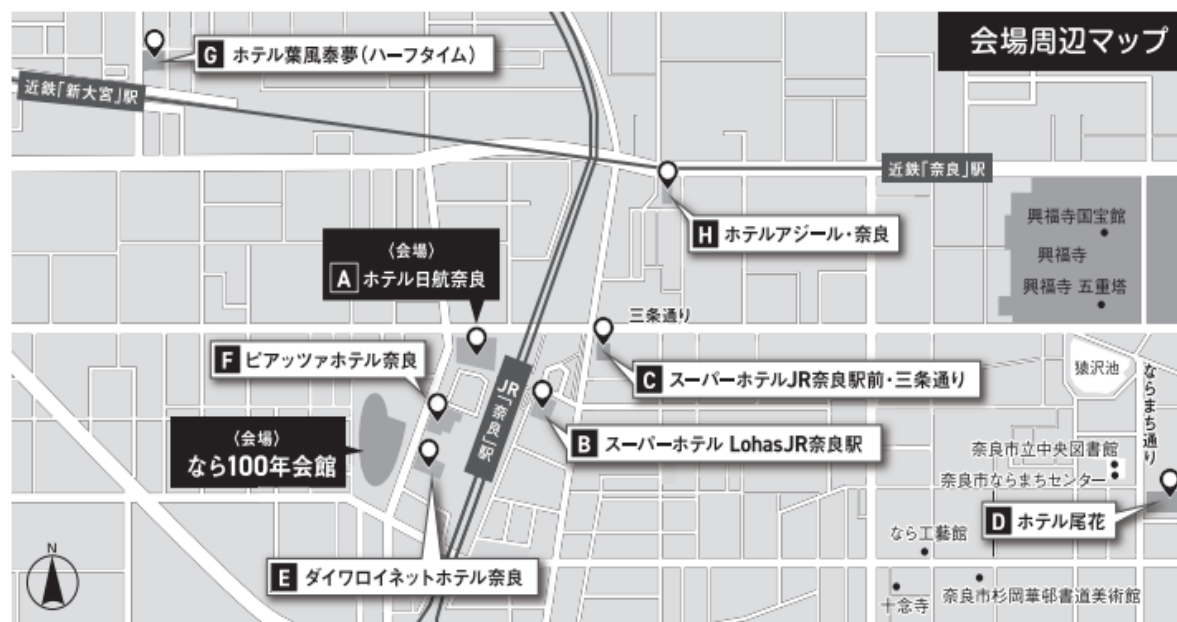 会場周辺マップ
G ホテル葉風泰夢（ハーフタイム）
近鉄「新大宮」駅
近鉄「奈良」駅
H ホテルアジール・奈良
興福寺国宝館
興福寺
興福寺 五重塔
〈会場〉
A ホテル日航奈良
三条通り
F ピアッツァホテル奈良
JR「奈良」駅
C スーパーホテルJR奈良駅前・三条通り
猿沢池
ならまち通り
〈会場〉
なら100年会館
B スーパーホテル LohasJR奈良駅
奈良市立中央図書館
奈良市ならまちセンター
D ホテル尾花
なら工藝館
N
E ダイワロイネットホテル奈良
十念寺
奈良市杉岡華邨書道美術館